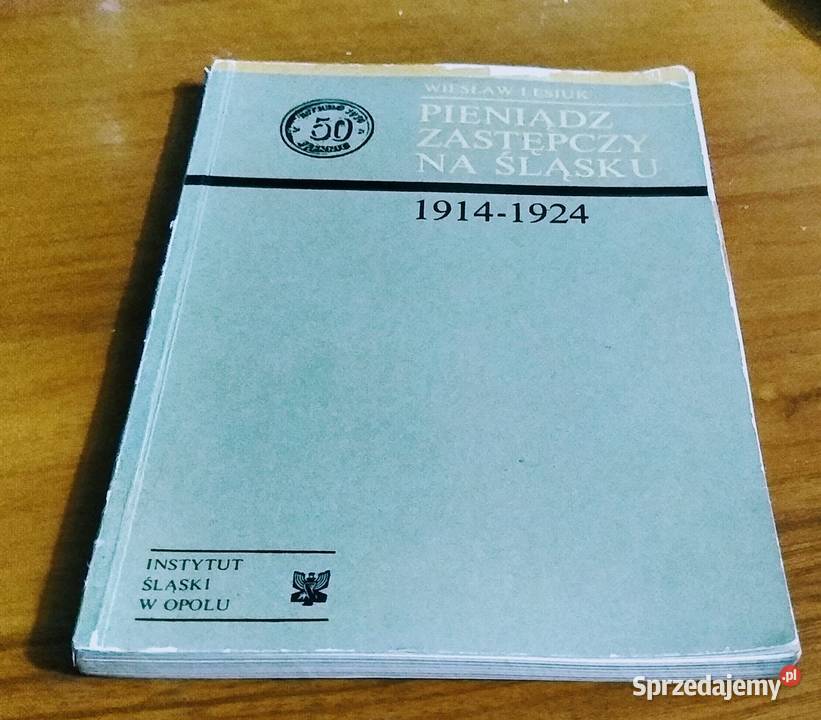 WIESŁAW LESIUK
PIENIĄDZ
ZASTĘPCZY
NA ŚLĄSKU
50
1914-1924
INSTYTUT
ŚLĄSKI
W OPOLU
Sprzedajemy.pl